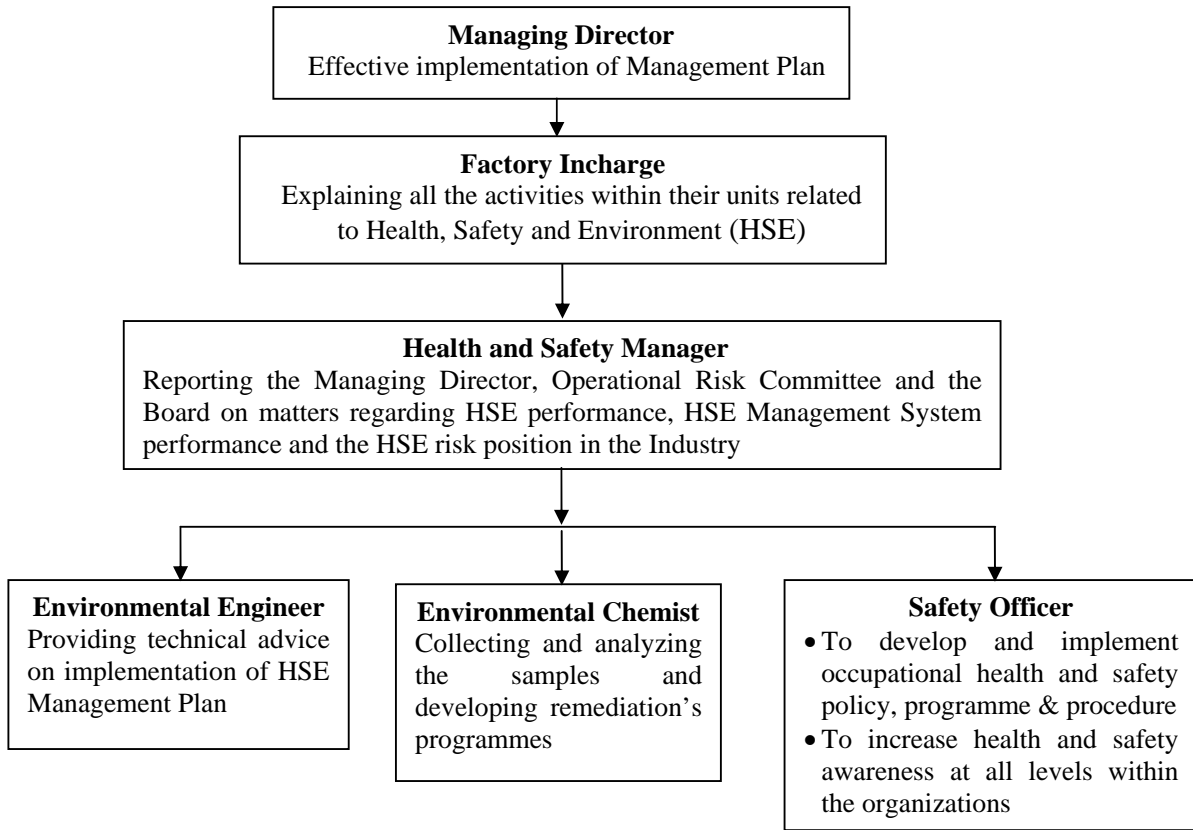 Managing Director
Effective implementation of Management Plan
Factory Incharge
Explaining all the activities within their units related
to Health, Safety and Environment (HSE)
Health and Safety Manager
Reporting the Managing Director, Operational Risk Committee and the
Board on matters regarding HSE performance, HSE Management System
performance and the HSE risk position in the Industry
Environmental Engineer
Providing technical advice
on implementation of HSE
Management Plan
Environmental Chemist
Collecting and analyzing
the samples and
developing remediation’s
programmes
Safety Officer
• To develop and implement
occupational health and safety
policy, programme & procedure
• To increase health and safety
awareness at all levels within
the organizations